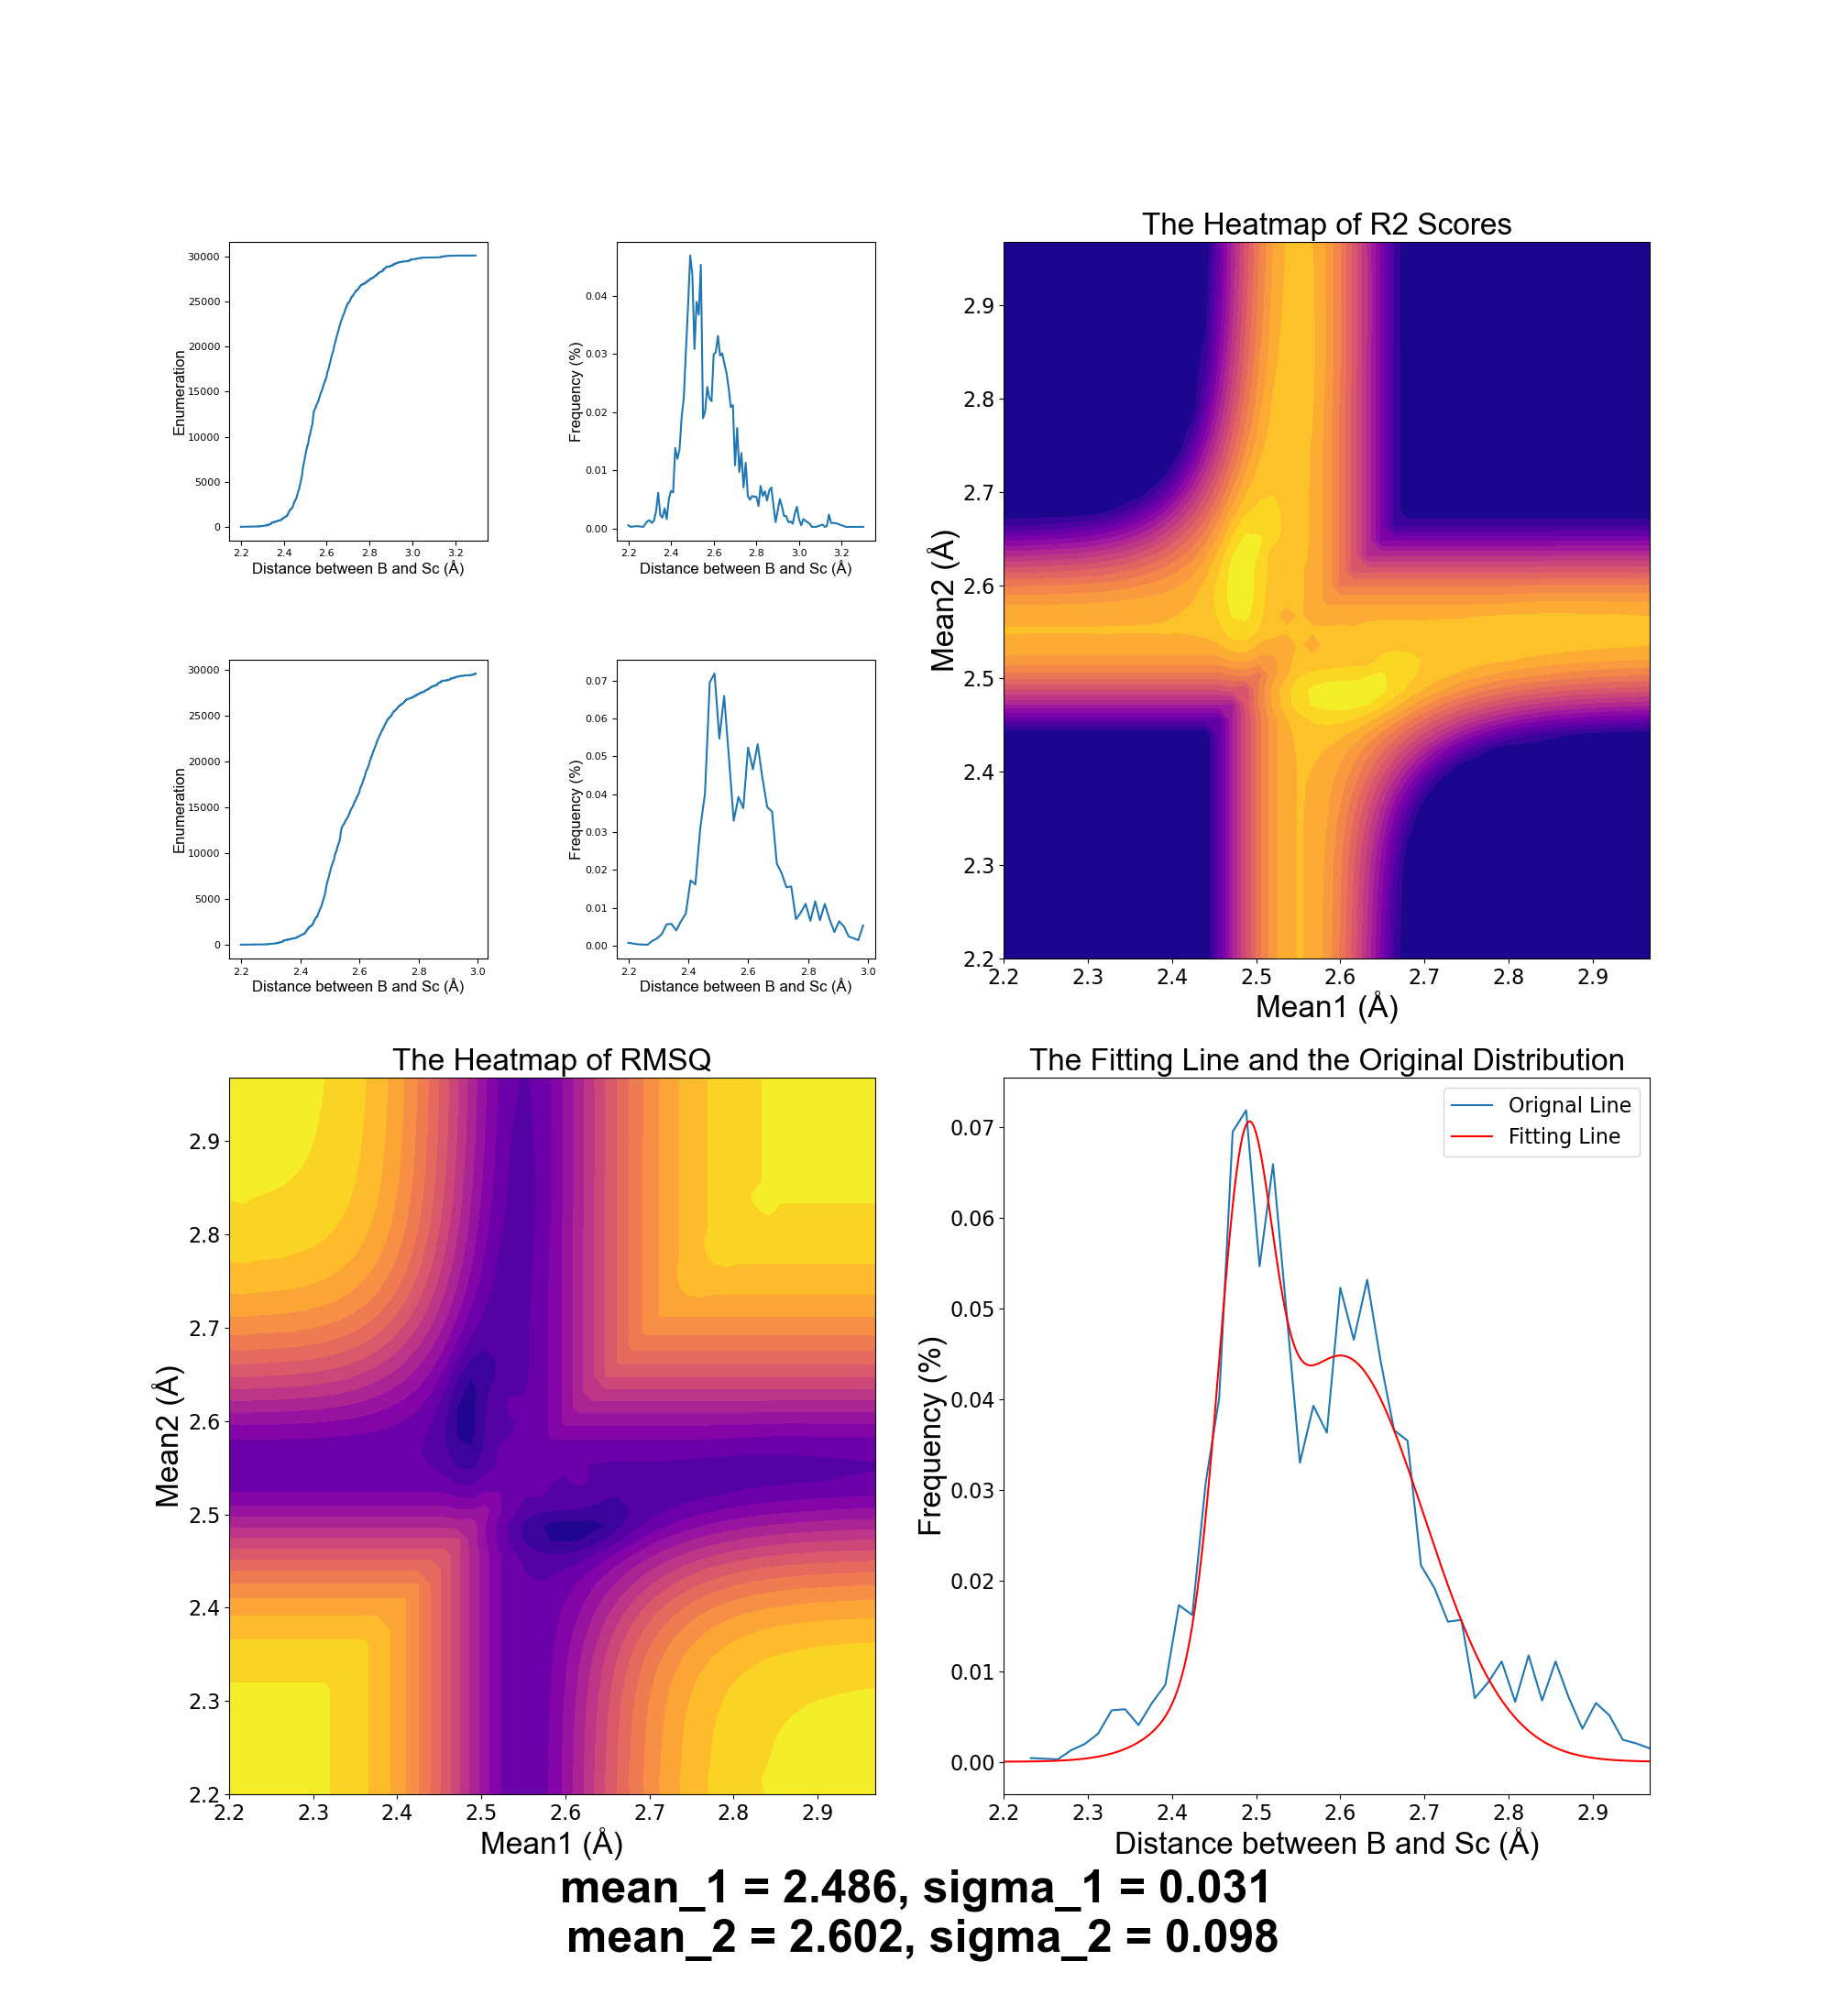 The Heatmap of R2 Scores
30000
25000
20000
15000
10000
5000
0
Enumeration
2.2 2.4 2.6 2.8 3.0 3.2
Distance between B and Sc (Å)
0.04
0.03
0.02
0.01
0.00
Frequency (%)
2.2 2.4 2.6 2.8 3.0 3.2
Distance between B and Sc (Å)
2.9
2.8
2.7
2.6
2.5
2.4
2.3
2.2
Mean2 (Å)
2.2 2.3 2.4 2.5 2.6 2.7 2.8 2.9
Mean1 (Å)
30000
25000
20000
15000
10000
5000
0
Enumeration
2.2 2.4 2.6 2.8 3.0
Distance between B and Sc (Å)
0.07
0.06
0.05
0.04
0.03
0.02
0.01
0.00
Frequency (%)
2.2 2.4 2.6 2.8 3.0
Distance between B and Sc (Å)
The Heatmap of RMSQ
2.9
2.8
2.7
2.6
2.5
2.4
2.3
2.2
Mean2 (Å)
2.2 2.3 2.4 2.5 2.6 2.7 2.8 2.9
Mean1 (Å)
The Fitting Line and the Original Distribution
Orignal Line
Fitting Line
0.07
0.06
0.05
0.04
0.03
0.02
0.01
0.00
Frequency (%)
2.2 2.3 2.4 2.5 2.6 2.7 2.8 2.9
Distance between B and Sc (Å)
mean_1 = 2.486, sigma_1 = 0.031
mean_2 = 2.602, sigma_2 = 0.098